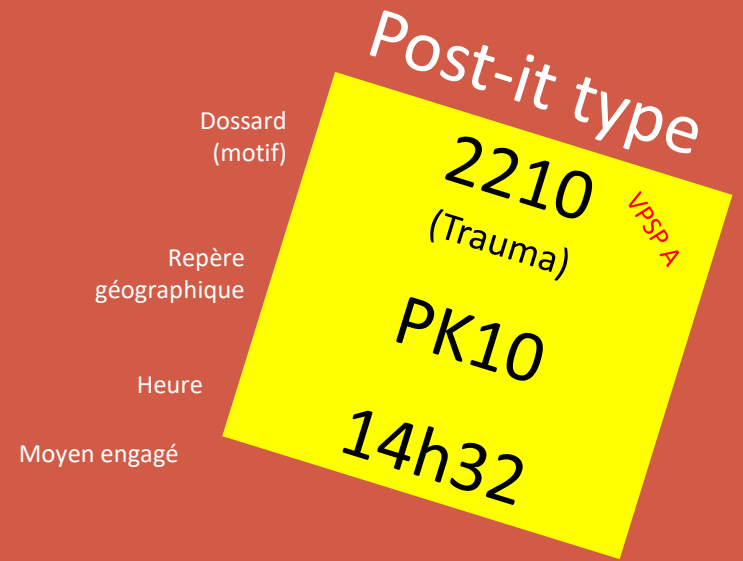 Post-it type
Dossard
(motif)
2210
(Trauma)
VPSP A
Repère
géographique
PK10
Heure
14h32
Moyen engagé